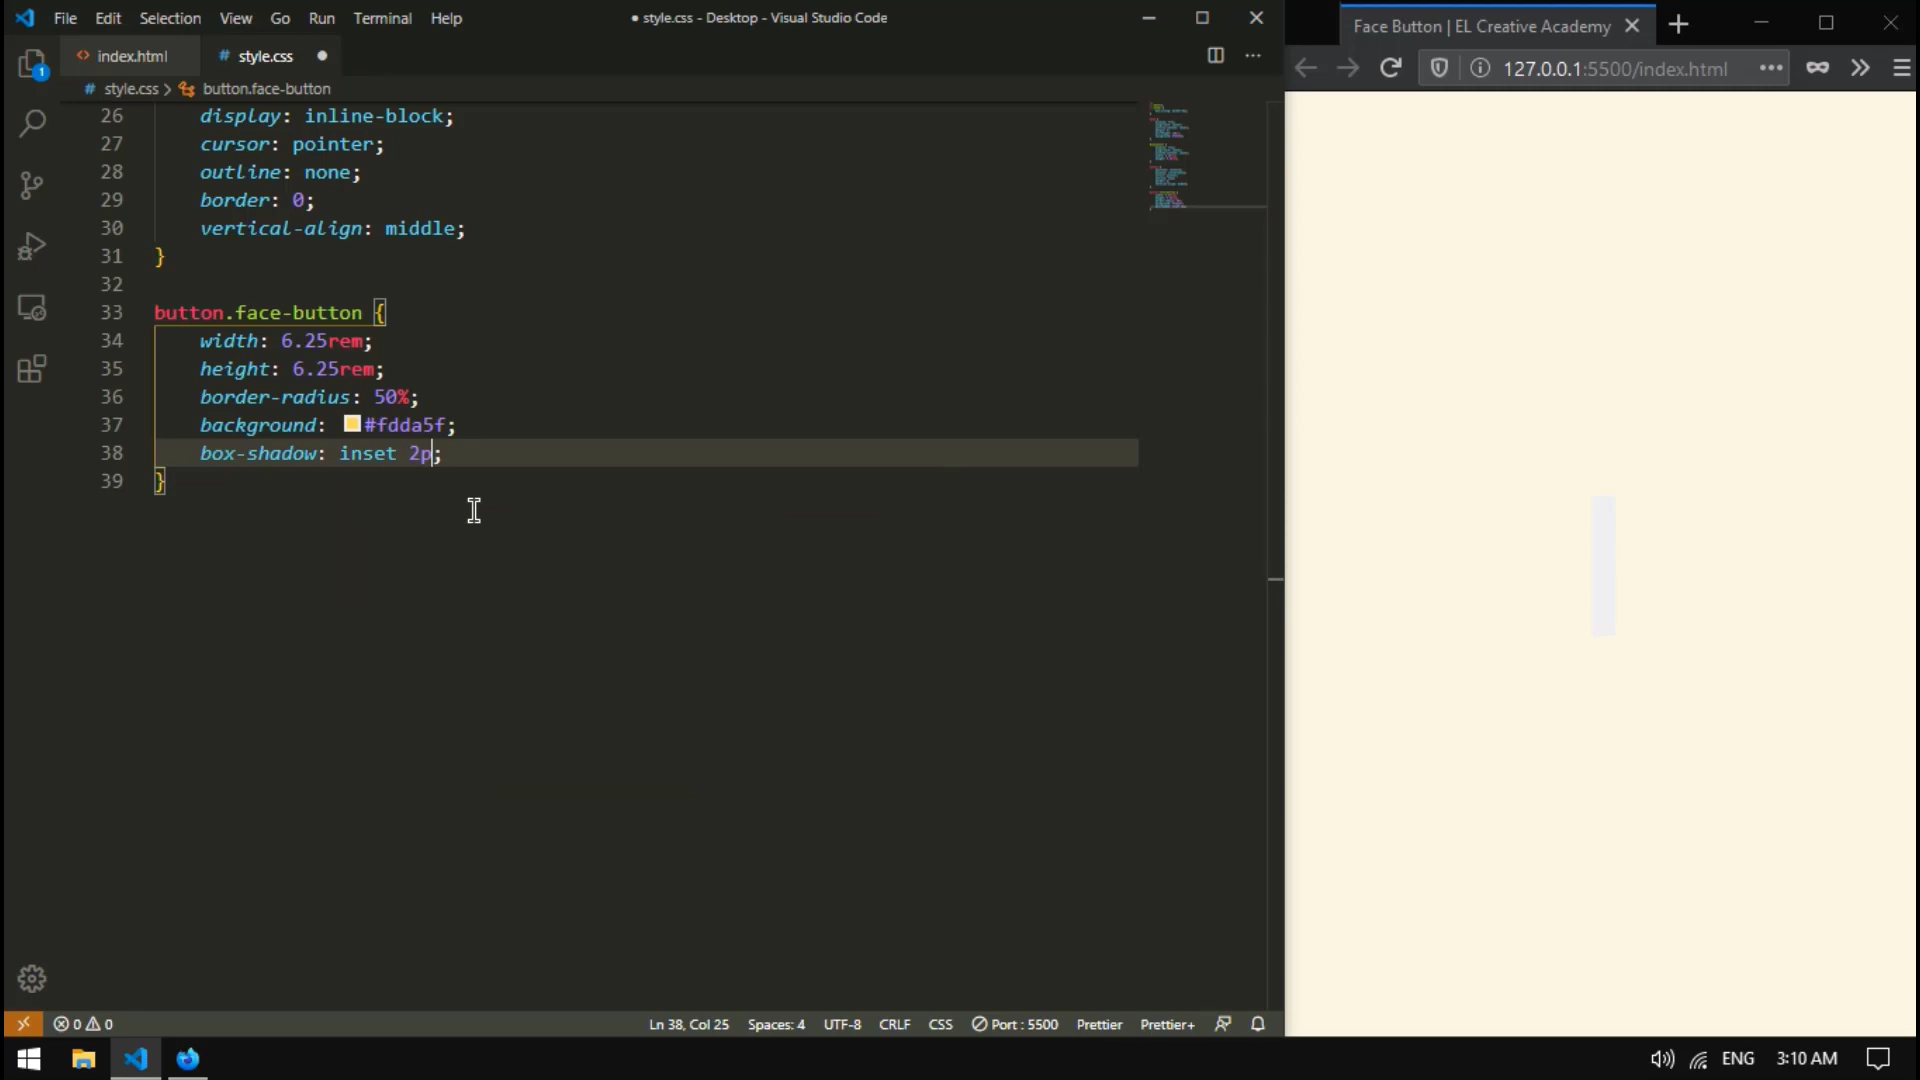 File Edit Selection View Go Run Terminal Help
● style.css - Desktop - Visual Studio Code
Face Button | EL Creative Academy
index.html
# style.css
127.0.0.1:5500/index.html
# style.css > button.face-button
1
26 display: inline-block;
27 cursor: pointer;
28 outline: none;
29 border: 0;
30 vertical-align: middle;
31 }
32
33 button.face-button {
34 width: 6.25rem;
35 height: 6.25rem;
36 border-radius: 50%;
37 background: #fdda5f;
38 box-shadow: inset 2p;
39 }
0 0
Ln 38, Col 25 Spaces: 4 UTF-8 CRLF CSS Port : 5500 Prettier Prettier+
ENG 3:10 AM